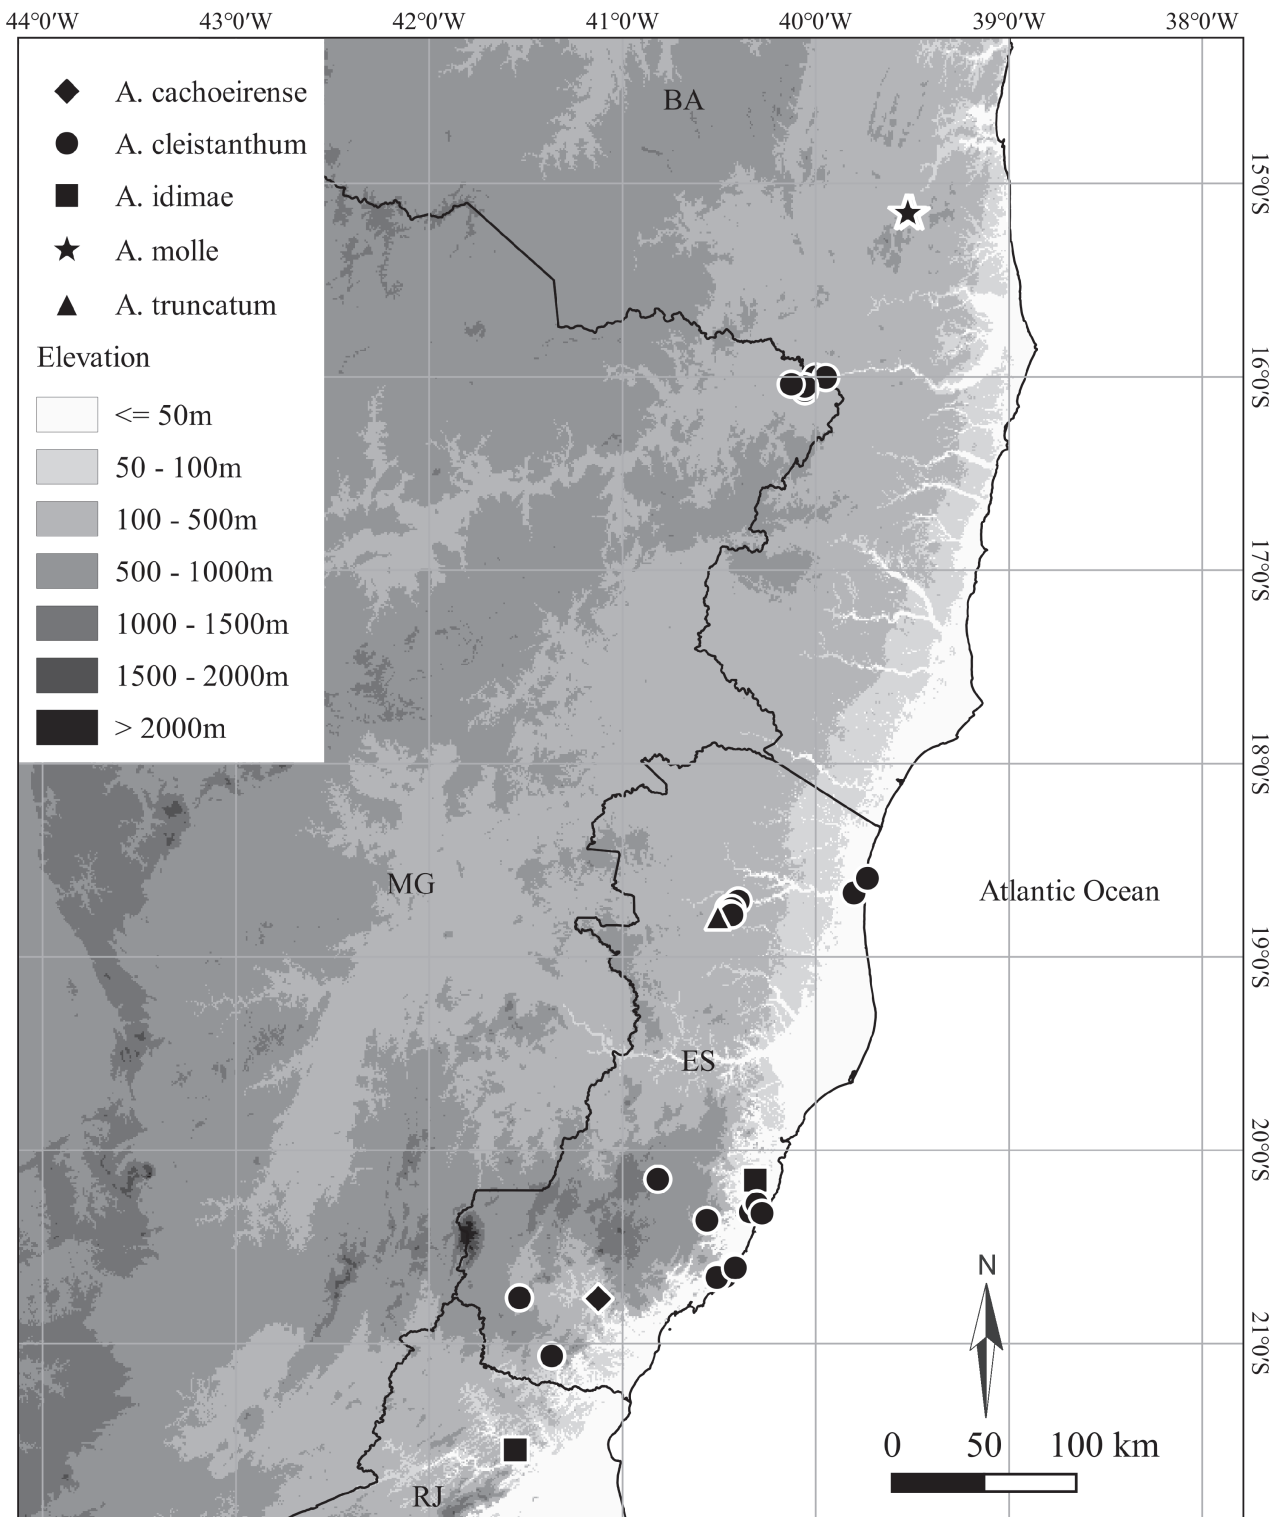 44°0'W 43°0'W 42°0'W 41°0'W 40°0'W 39°0'W 38°0'W
A. cachoeirense
A. cleistanthum
A. idimae
A. molle
A. truncatum
Elevation
<= 50m
50 - 100m
100 - 500m
500 - 1000m
1000 - 1500m
1500 - 2000m
> 2000m
BA
MG
ES
RJ
Atlantic Ocean
15°0'S
16°0'S
17°0'S
18°0'S
19°0'S
20°0'S
21°0'S
N
0 50 100 km